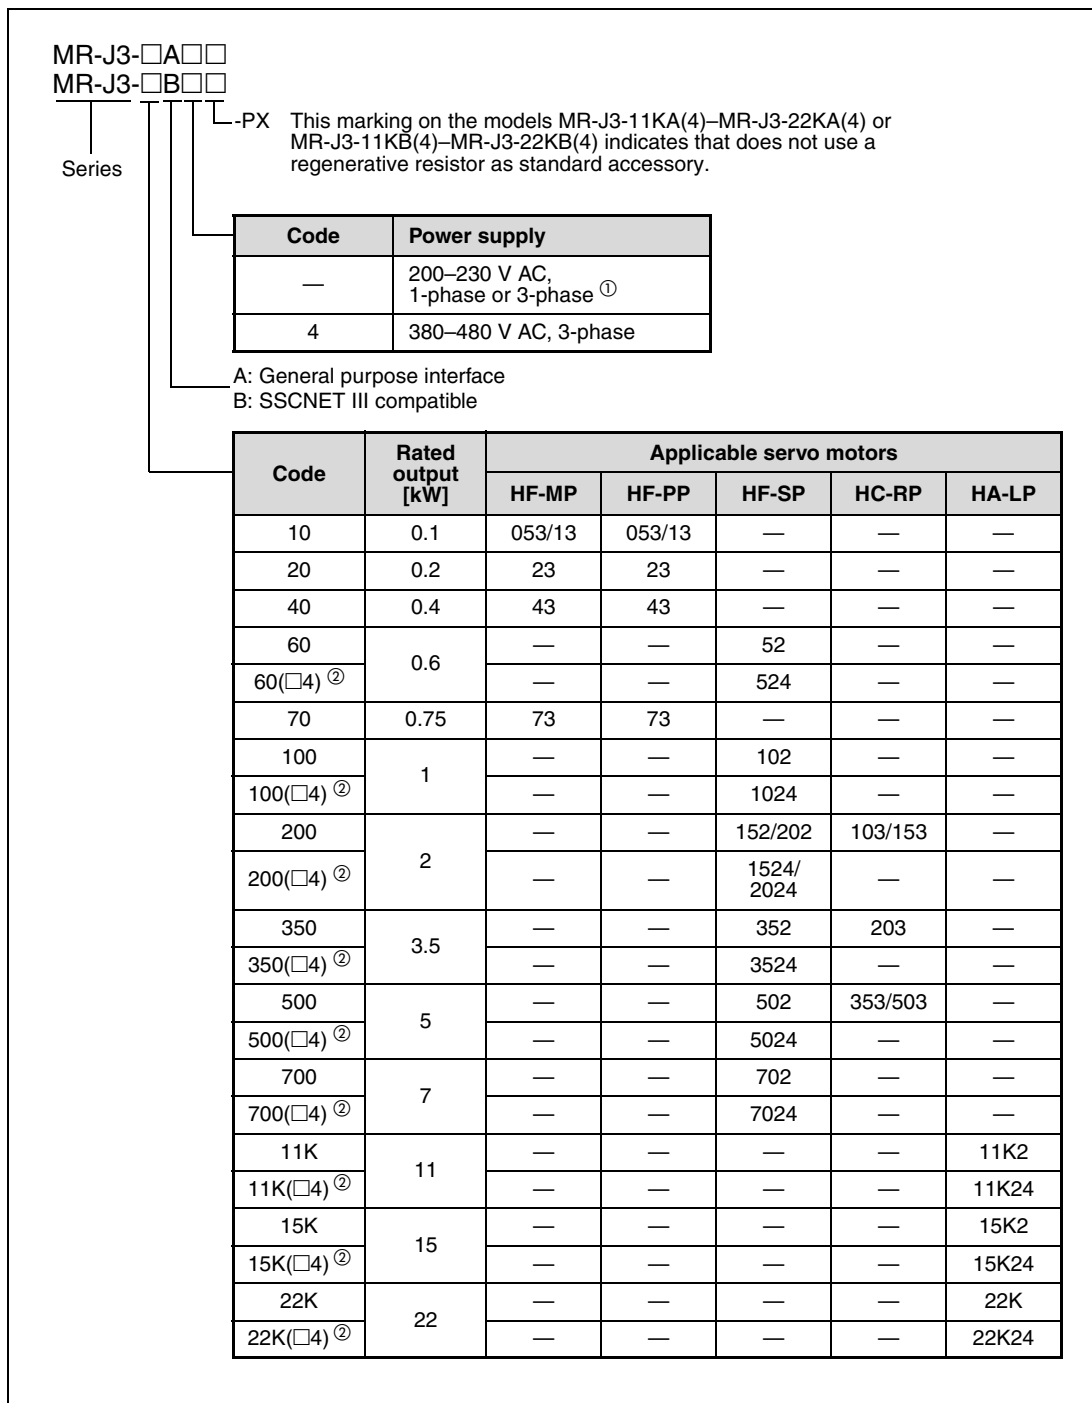 MR-J3-□A□□
MR-J3-□B□□
-PX This marking on the models MR-J3-11KA(4)–MR-J3-22KA(4) or
MR-J3-11KB(4)–MR-J3-22KB(4) indicates that does not use a
regenerative resistor as standard accessory.
Series
Code Power supply
— 200–230 V AC,
1-phase or 3-phase ①
4 380–480 V AC, 3-phase
A: General purpose interface
B: SSCNET III compatible
Code Rated output [kW] Applicable servo motors
HF-MP HF-PP HF-SP HC-RP HA-LP
10 0.1 053/13 053/13 — — —
20 0.2 23 23 — — —
40 0.4 43 43 — — —
60 0.6 — — 52 — —
60(□4) ② — — 524 — —
70 0.75 73 73 — — —
100 1 — — 102 — —
100(□4) ② — — 1024 — —
200 2 — — 152/202 103/153 —
200(□4) ② — — 1524/2024 — —
350 3.5 — — 352 203 —
350(□4) ② — — 3524 — —
500 5 — — 502 353/503 —
500(□4) ② — — 5024 — —
700 7 — — 702 — —
700(□4) ② — — 7024 — —
11K 11 — — — — 11K2
11K(□4) ② — — — — 11K24
15K 15 — — — — 15K2
15K(□4) ② — — — — 15K24
22K 22 — — — — 22K
22K(□4) ② — — — — 22K24